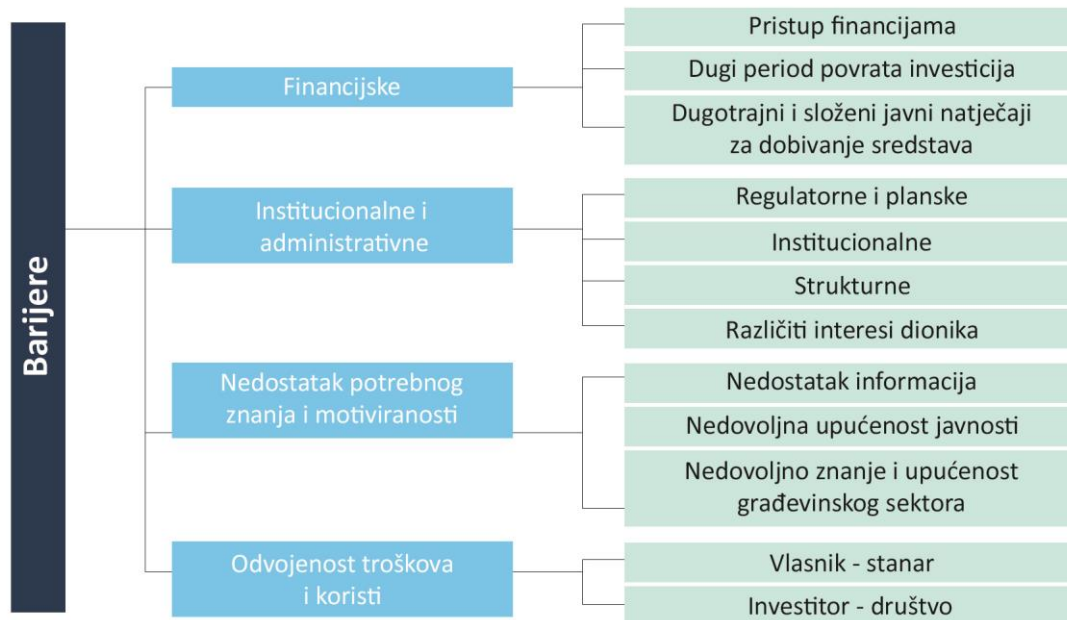 Barijere
Financijske
Pristup financijama
Dugi period povrata investicija
Dugotrajni i složeni javni natječaji
za dobivanje sredstava
Institucionalne i
administrativne
Regulatorne i planske
Institucionalne
Strukturne
Različiti interesi dionika
Nedostatak potrebnog
znanja i motiviranosti
Nedostatak informacija
Nedovoljna upućenost javnosti
Nedovoljno znanje i upućenost
građevinskog sektora
Odvojenost troškova
i koristi
Vlasnik - stanar
Investitor - društvo